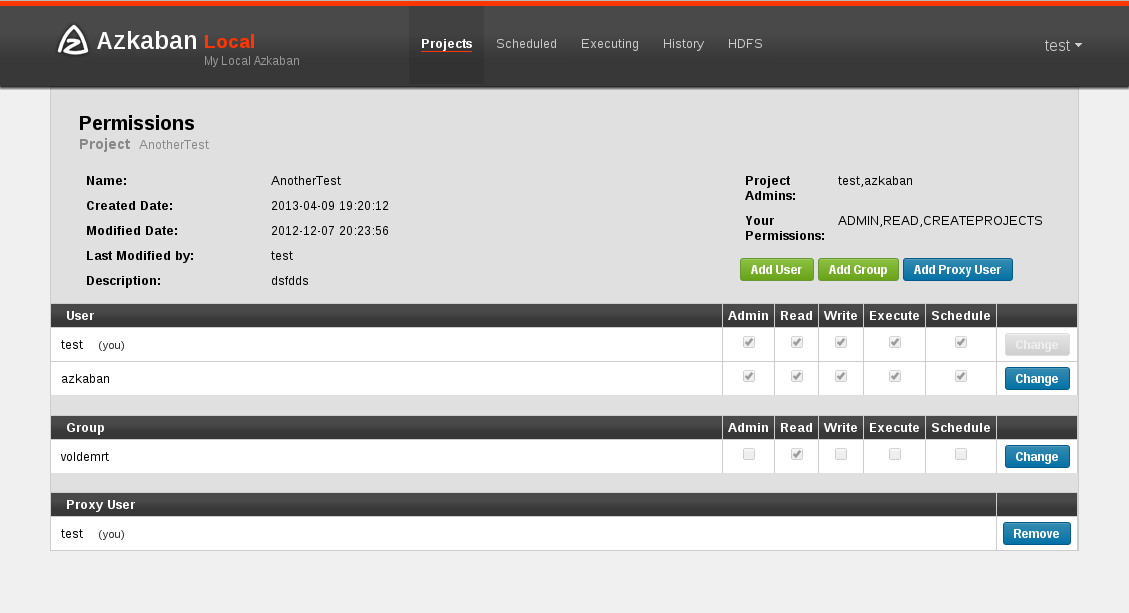 Azkaban Local
My Local Azkaban
Projects Scheduled Executing History HDFS
test
Permissions
Project AnotherTest
Name: AnotherTest
Created Date: 2013-04-09 19:20:12
Modified Date: 2012-12-07 20:23:56
Last Modified by: test
Description: dsfdds
Project Admins: test,azkaban
Your Permissions: ADMIN,READ,CREATEPROJECTS
Add User Add Group Add Proxy User
User Admin Read Write Execute Schedule
test (you) Change
azkaban Change
Group Admin Read Write Execute Schedule
voldemrt Change
Proxy User
test (you) Remove